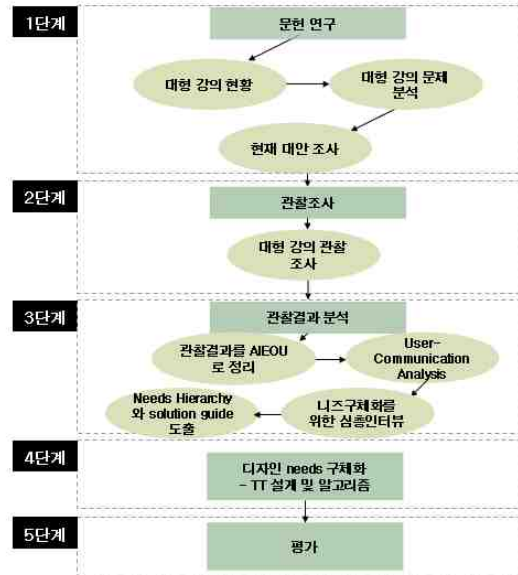 1단계
문헌 연구
대형 강의 현황
대형 강의 문제
분석
현재 대안 조사
2단계
관찰조사
대형 강의 관찰
조사
3단계
관찰결과 분석
관찰결과를 AIEOU
로 정리
User-
Communication
Analysis
Needs Hierarchy
와 solution guide
도출
니즈구체화를
위한 심층인터뷰
4단계
디자인 needs 구체화
- TT 설계 및 알고리즘
5단계
평가